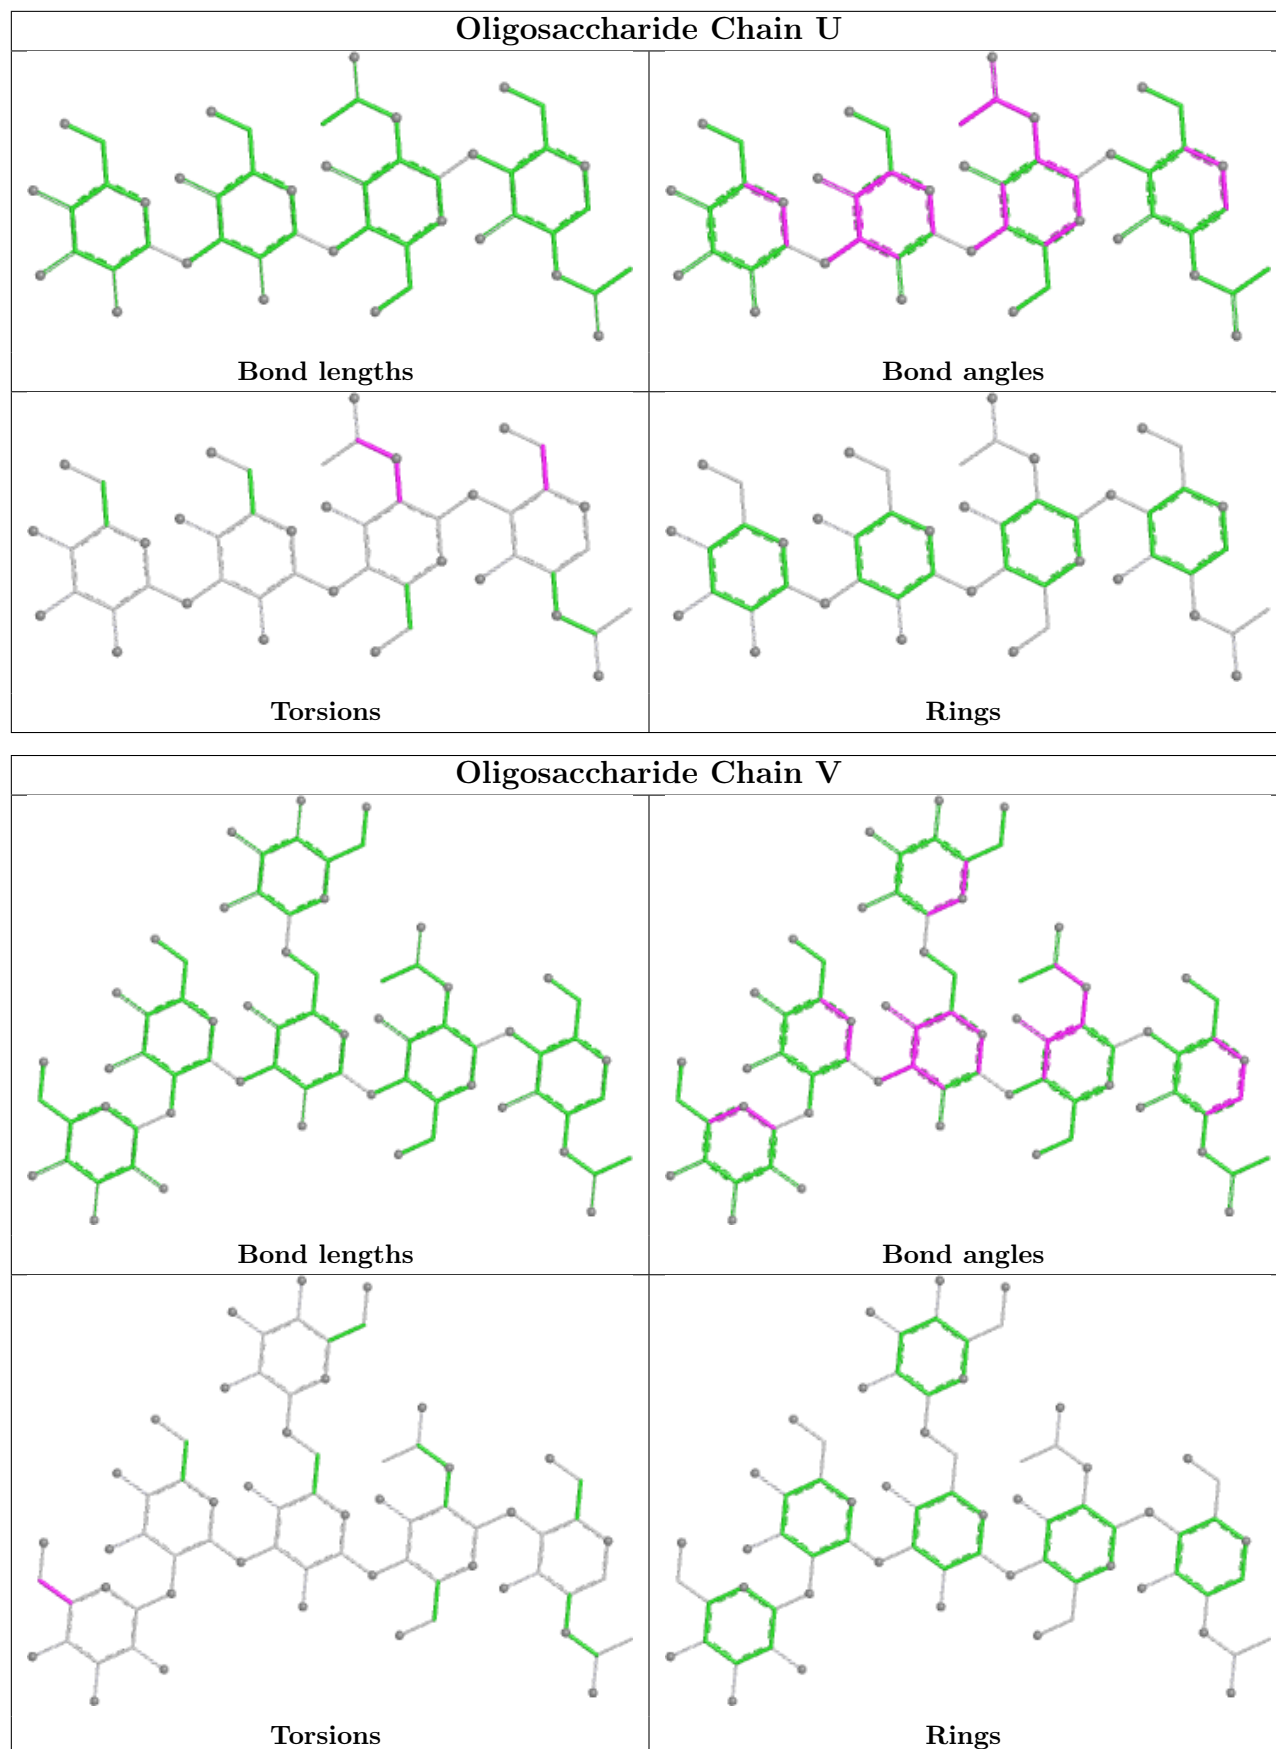 Oligosaccharide Chain U
Bond lengths
Bond angles
Torsions
Rings
Oligosaccharide Chain V
Bond lengths
Bond angles
Torsions
Rings